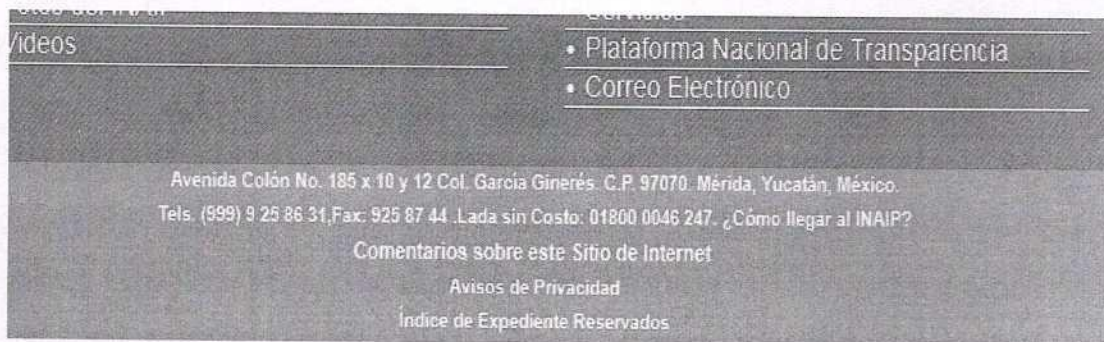 Servicios
Videos
• Plataforma Nacional de Transparencia
• Correo Electrónico
Avenida Colón No. 185 x 10 y 12 Col. García Ginerés. C.P. 97070. Mérida, Yucatán, México.
Tels. (999) 9 25 86 31,Fax: 925 87 44 .Lada sin Costo: 01800 0046 247. ¿Cómo llegar al INAIP?
Comentarios sobre este Sitio de Internet
Avisos de Privacidad
Índice de Expediente Reservados